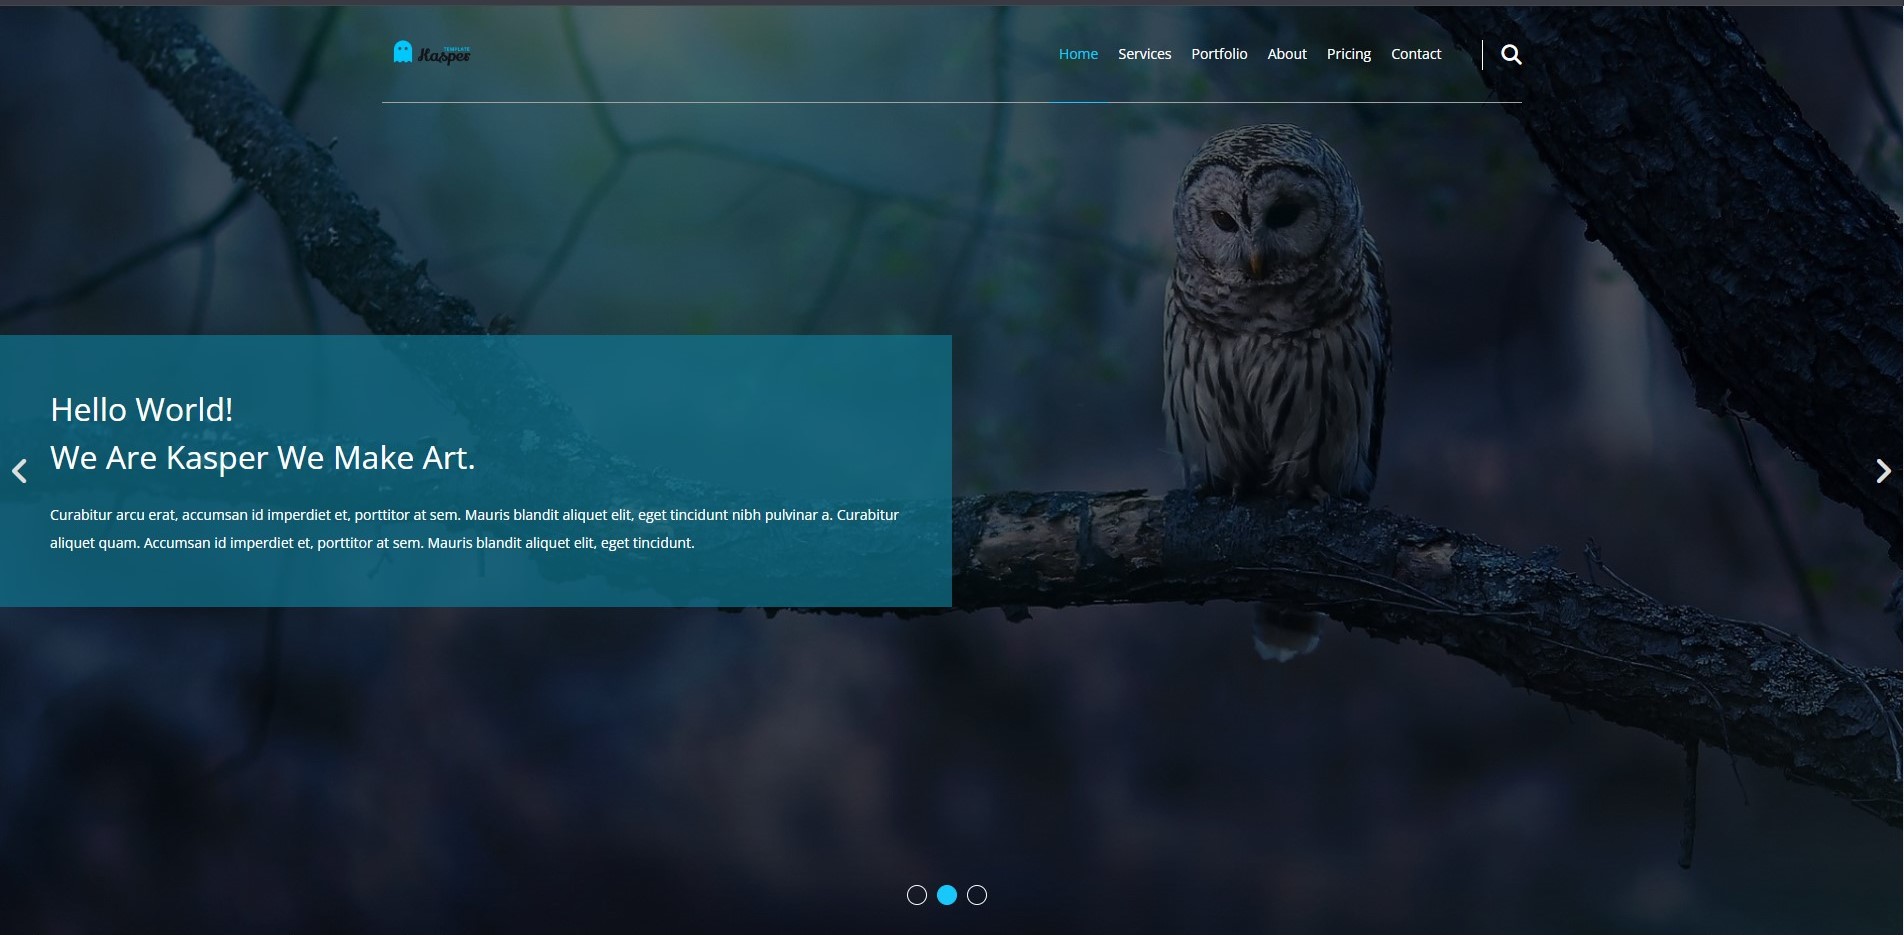 TEMPLATE
Kasper
Home Services Portfolio About Pricing Contact
Hello World!
We Are Kasper We Make Art.
Curabitur arcu erat, accumsan id imperdiet et, porttitor at sem. Mauris blandit aliquet elit, eget tincidunt nibh pulvinar a. Curabitur
aliquet quam. Accumsan id imperdiet et, porttitor at sem. Mauris blandit aliquet elit, eget tincidunt.